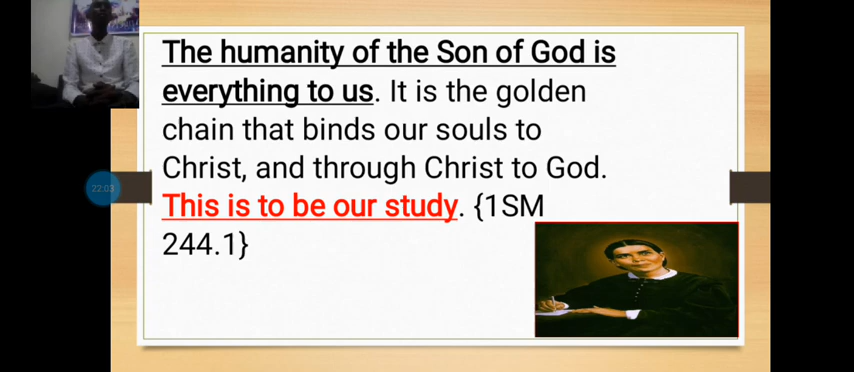 The humanity of the Son of God is
everything to us. It is the golden
chain that binds our souls to
Christ, and through Christ to God.
This is to be our study. {1SM
244.1}
22:03